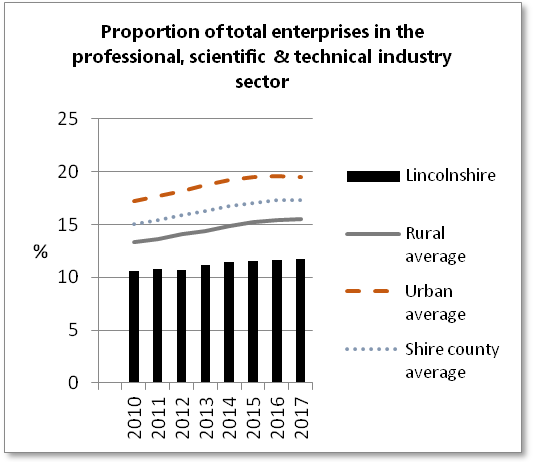 Proportion of total enterprises in the
professional, scientific & technical industry
sector
25
20
15
10
5
0
%
2010
2011
2012
2013
2014
2015
2016
2017
Lincolnshire
Rural
average
Urban
average
Shire county
average